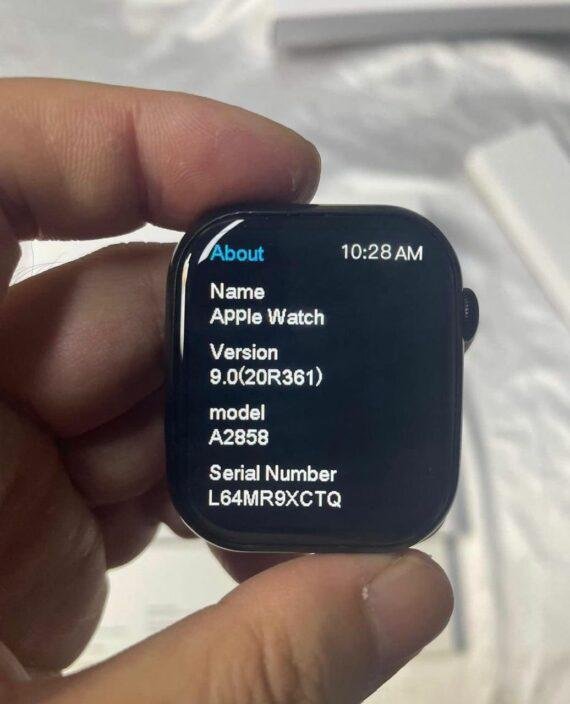 About 10:28 AM
Name
Apple Watch
Version
9.0(20R361)
model
A2858
Serial Number
L64MR9XCTQ